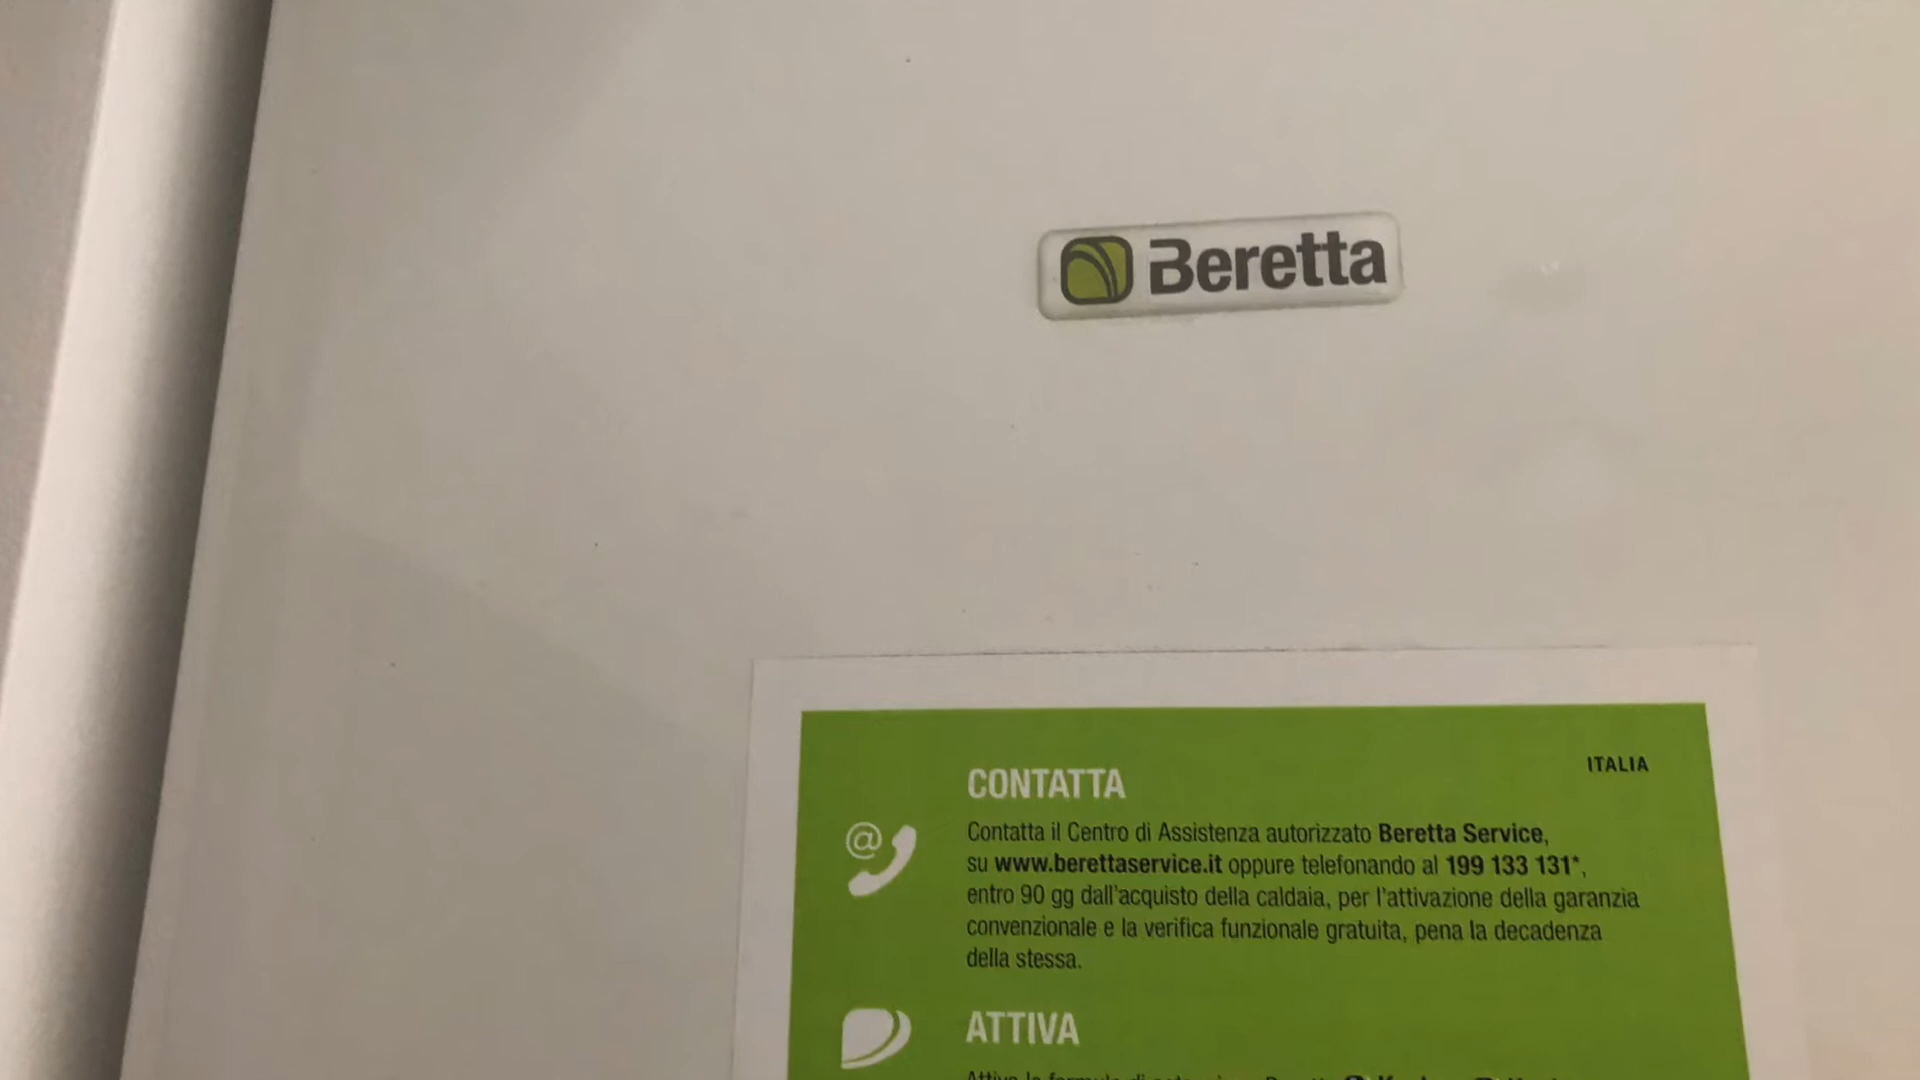 Beretta
ITALIA
CONTATTA
@
Contatta il Centro di Assistenza autorizzato Beretta Service,
su www.berettaservice.it oppure telefonando al 199 133 131*,
entro 90 gg dall'acquisto della caldaia, per l'attivazione della garanzia
convenzionale e la verifica funzionale gratuita, pena la decadenza
della stessa.
ATTIVA